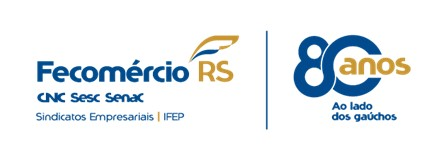 Fecomércio RS
CNC Sesc Senac
Sindicatos Empresariais | IFEP
80 anos
Ao lado
dos gaúchos